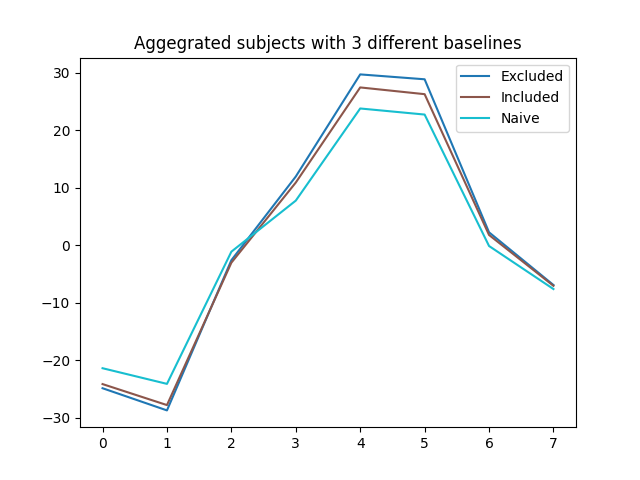 Aggegrated subjects with 3 different baselines
Excluded
Included
Naive
30
20
10
0
−10
−20
−30
0 1 2 3 4 5 6 7